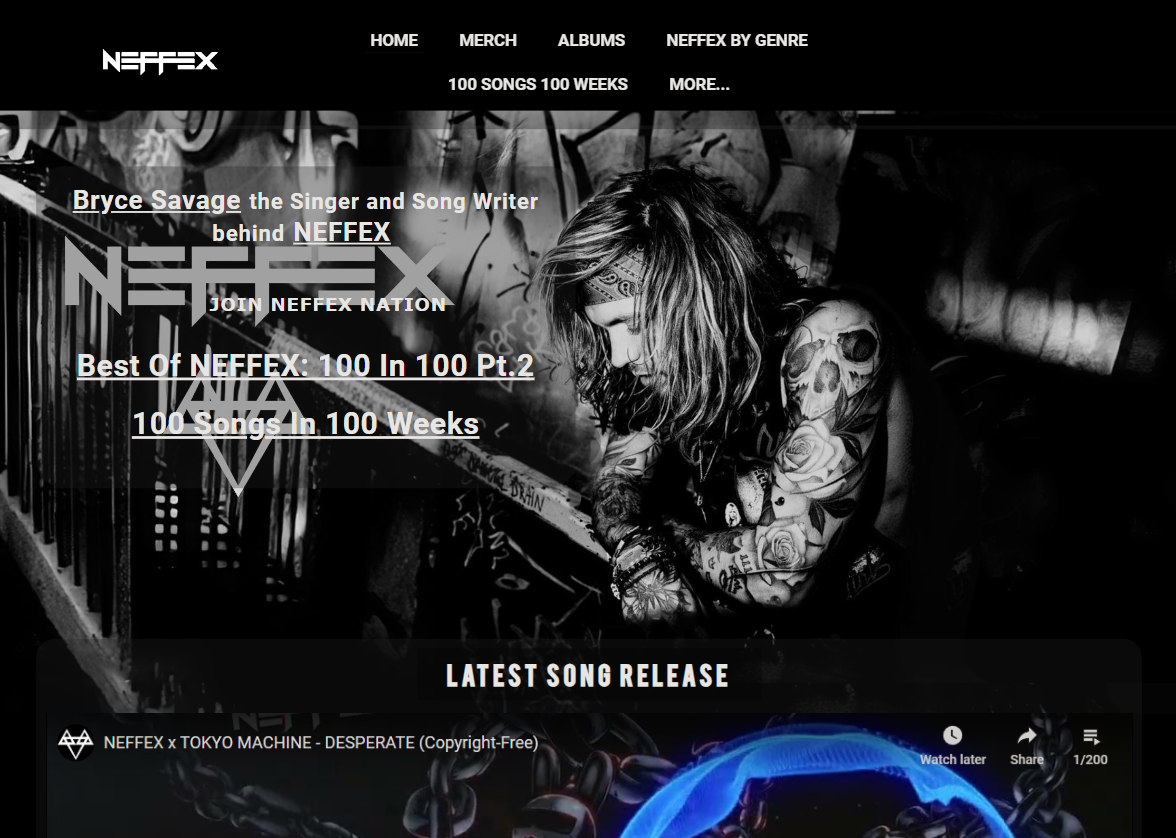 NEFFEX
HOME MERCH ALBUMS NEFFEX BY GENRE
100 SONGS 100 WEEKS MORE...
Bryce Savage the Singer and Song Writer
behind NEFFEX
NEFFEX
JOIN NEFFEX NATION
Best Of NEFFEX: 100 In 100 Pt.2
100 Songs In 100 Weeks
LATEST SONG RELEASE
NEFFEX x TOKYO MACHINE - DESPERATE (Copyright-Free)
Watch later Share 1/200